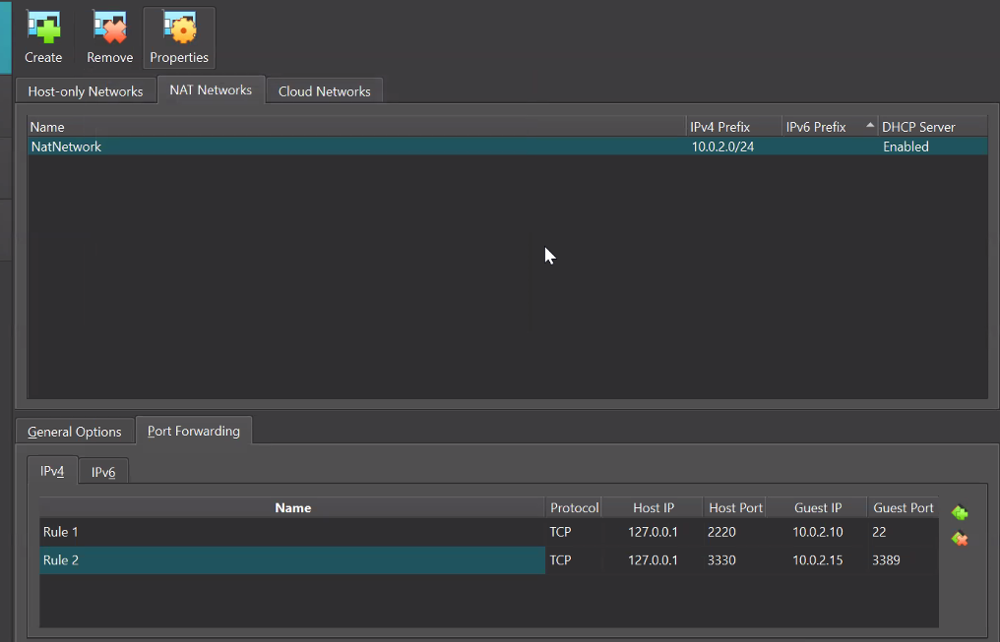 Create Remove Properties
Host-only Networks NAT Networks Cloud Networks
Name IPv4 Prefix IPv6 Prefix DHCP Server
NatNetwork 10.0.2.0/24 Enabled
General Options Port Forwarding
IPv4 IPv6
Name Protocol Host IP Host Port Guest IP Guest Port
Rule 1 TCP 127.0.0.1 2220 10.0.2.10 22
Rule 2 TCP 127.0.0.1 3330 10.0.2.15 3389